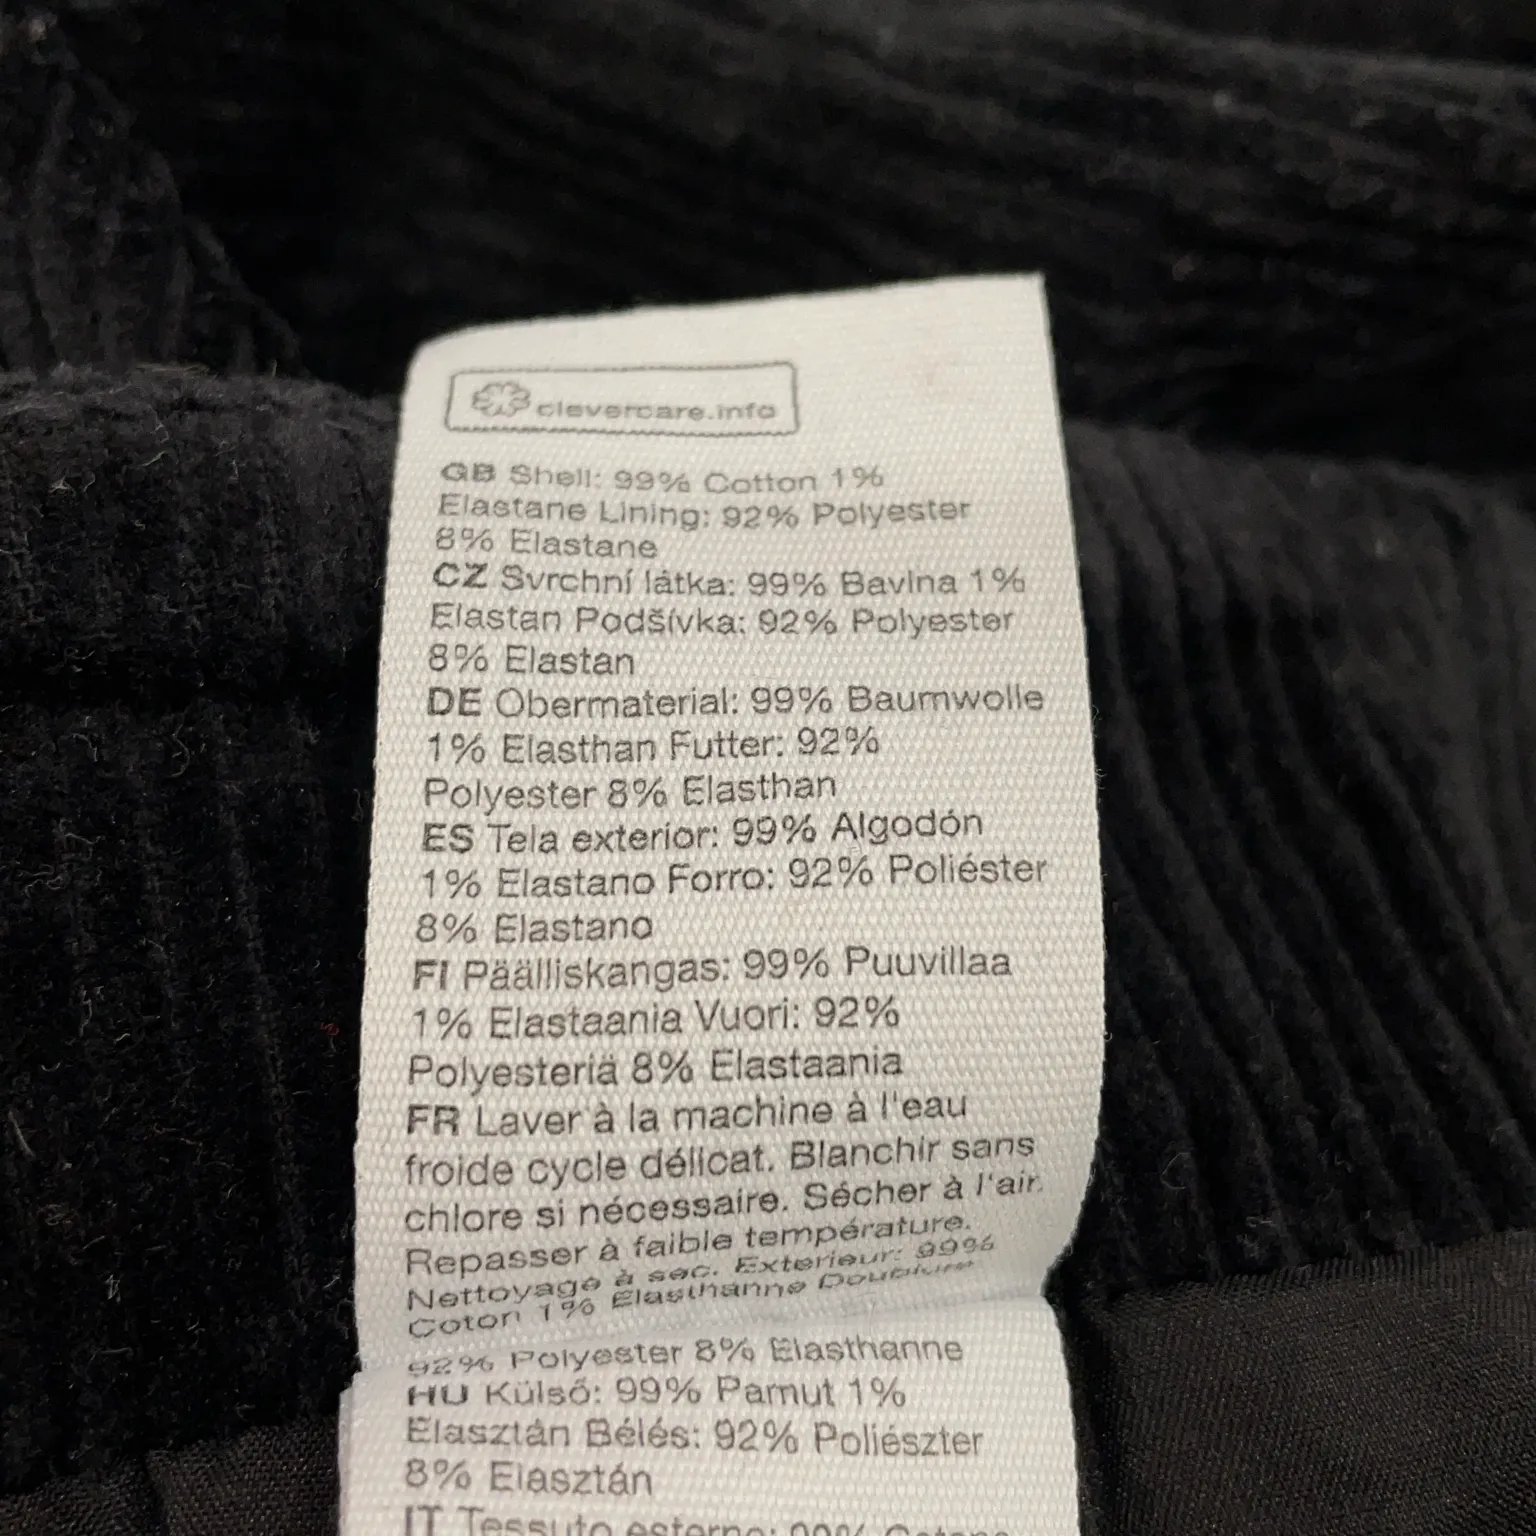 clevercare.info
GB Shell: 99% Cotton 1%
Elastane Lining: 92% Polyester
8% Elastane
CZ Svrchní látka: 99% Bavlna 1%
Elastan Podšívka: 92% Polyester
8% Elastan
DE Obermaterial: 99% Baumwolle
1% Elasthan Futter: 92%
Polyester 8% Elasthan
ES Tela exterior: 99% Algodón
1% Elastano Forro: 92% Poliéster
8% Elastano
FI Päälliskangas: 99% Puuvillaa
1% Elastaania Vuori: 92%
Polyesteriä 8% Elastaania
FR Laver à la machine à l'eau
froide cycle délicat. Blanchir sans
chlore si nécessaire. Sécher à l'air.
Repasser à faible température.
Nettoyage à sec. Exterieur: 99%
Coton 1% Elasthanne Doublure
92% Polyester 8% Elasthanne
HU Külső: 99% Pamut 1%
Elasztán Bélés: 92% Poliészter
8% Elasztán
IT Tessuto esterno: 99% Cotone